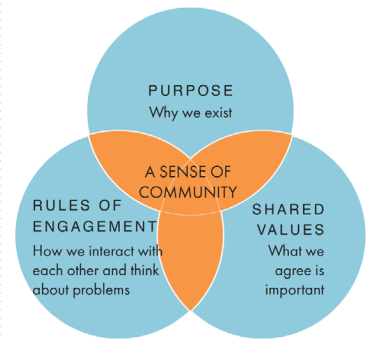 PURPOSE
Why we exist
A SENSE OF
COMMUNITY
RULES OF
ENGAGEMENT
How we interact with
each other and think
about problems
SHARED
VALUES
What we
agree is
important